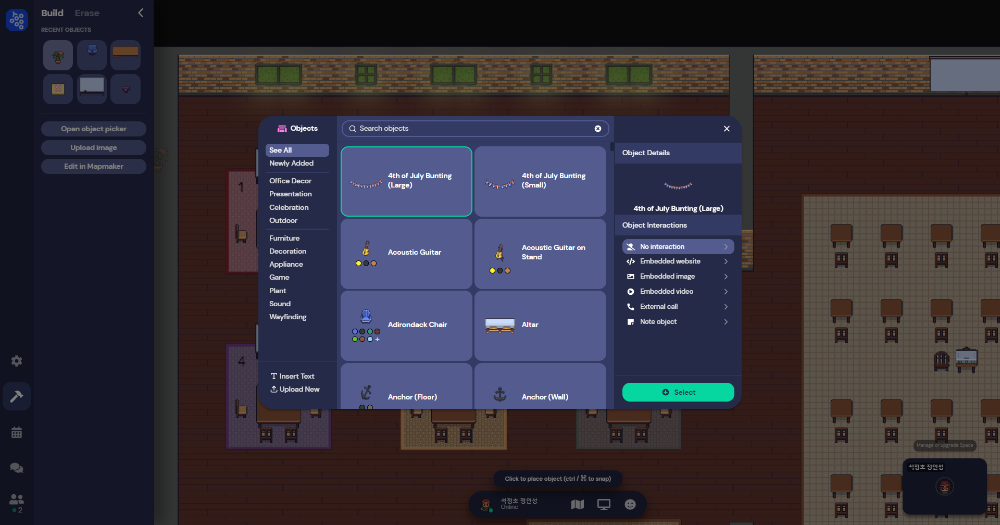 Build
Erase
RECENT OBJECTS
Open object picker
Upload image
Edit in Mapmaker
2
Objects
See All
Newly Added
Office Decor
Presentation
Celebration
Outdoor
Furniture
Decoration
Appliance
Game
Plant
Sound
Wayfinding
Insert Text
Upload New
Search objects
4th of July Bunting
(Large)
4th of July Bunting
(Small)
Acoustic Guitar
Acoustic Guitar on
Stand
Adirondack Chair
+
Altar
Anchor (Floor)
Anchor (Wall)
Object Details
4th of July Bunting (Large)
Object Interactions
No interaction
Embedded website
Embedded image
Embedded video
External call
Note object
Select
1
4
Click to place object (ctrl / ⌘ to snap)
석정초 정인성
Online
Manage or upgrade Space
석정초 정인성